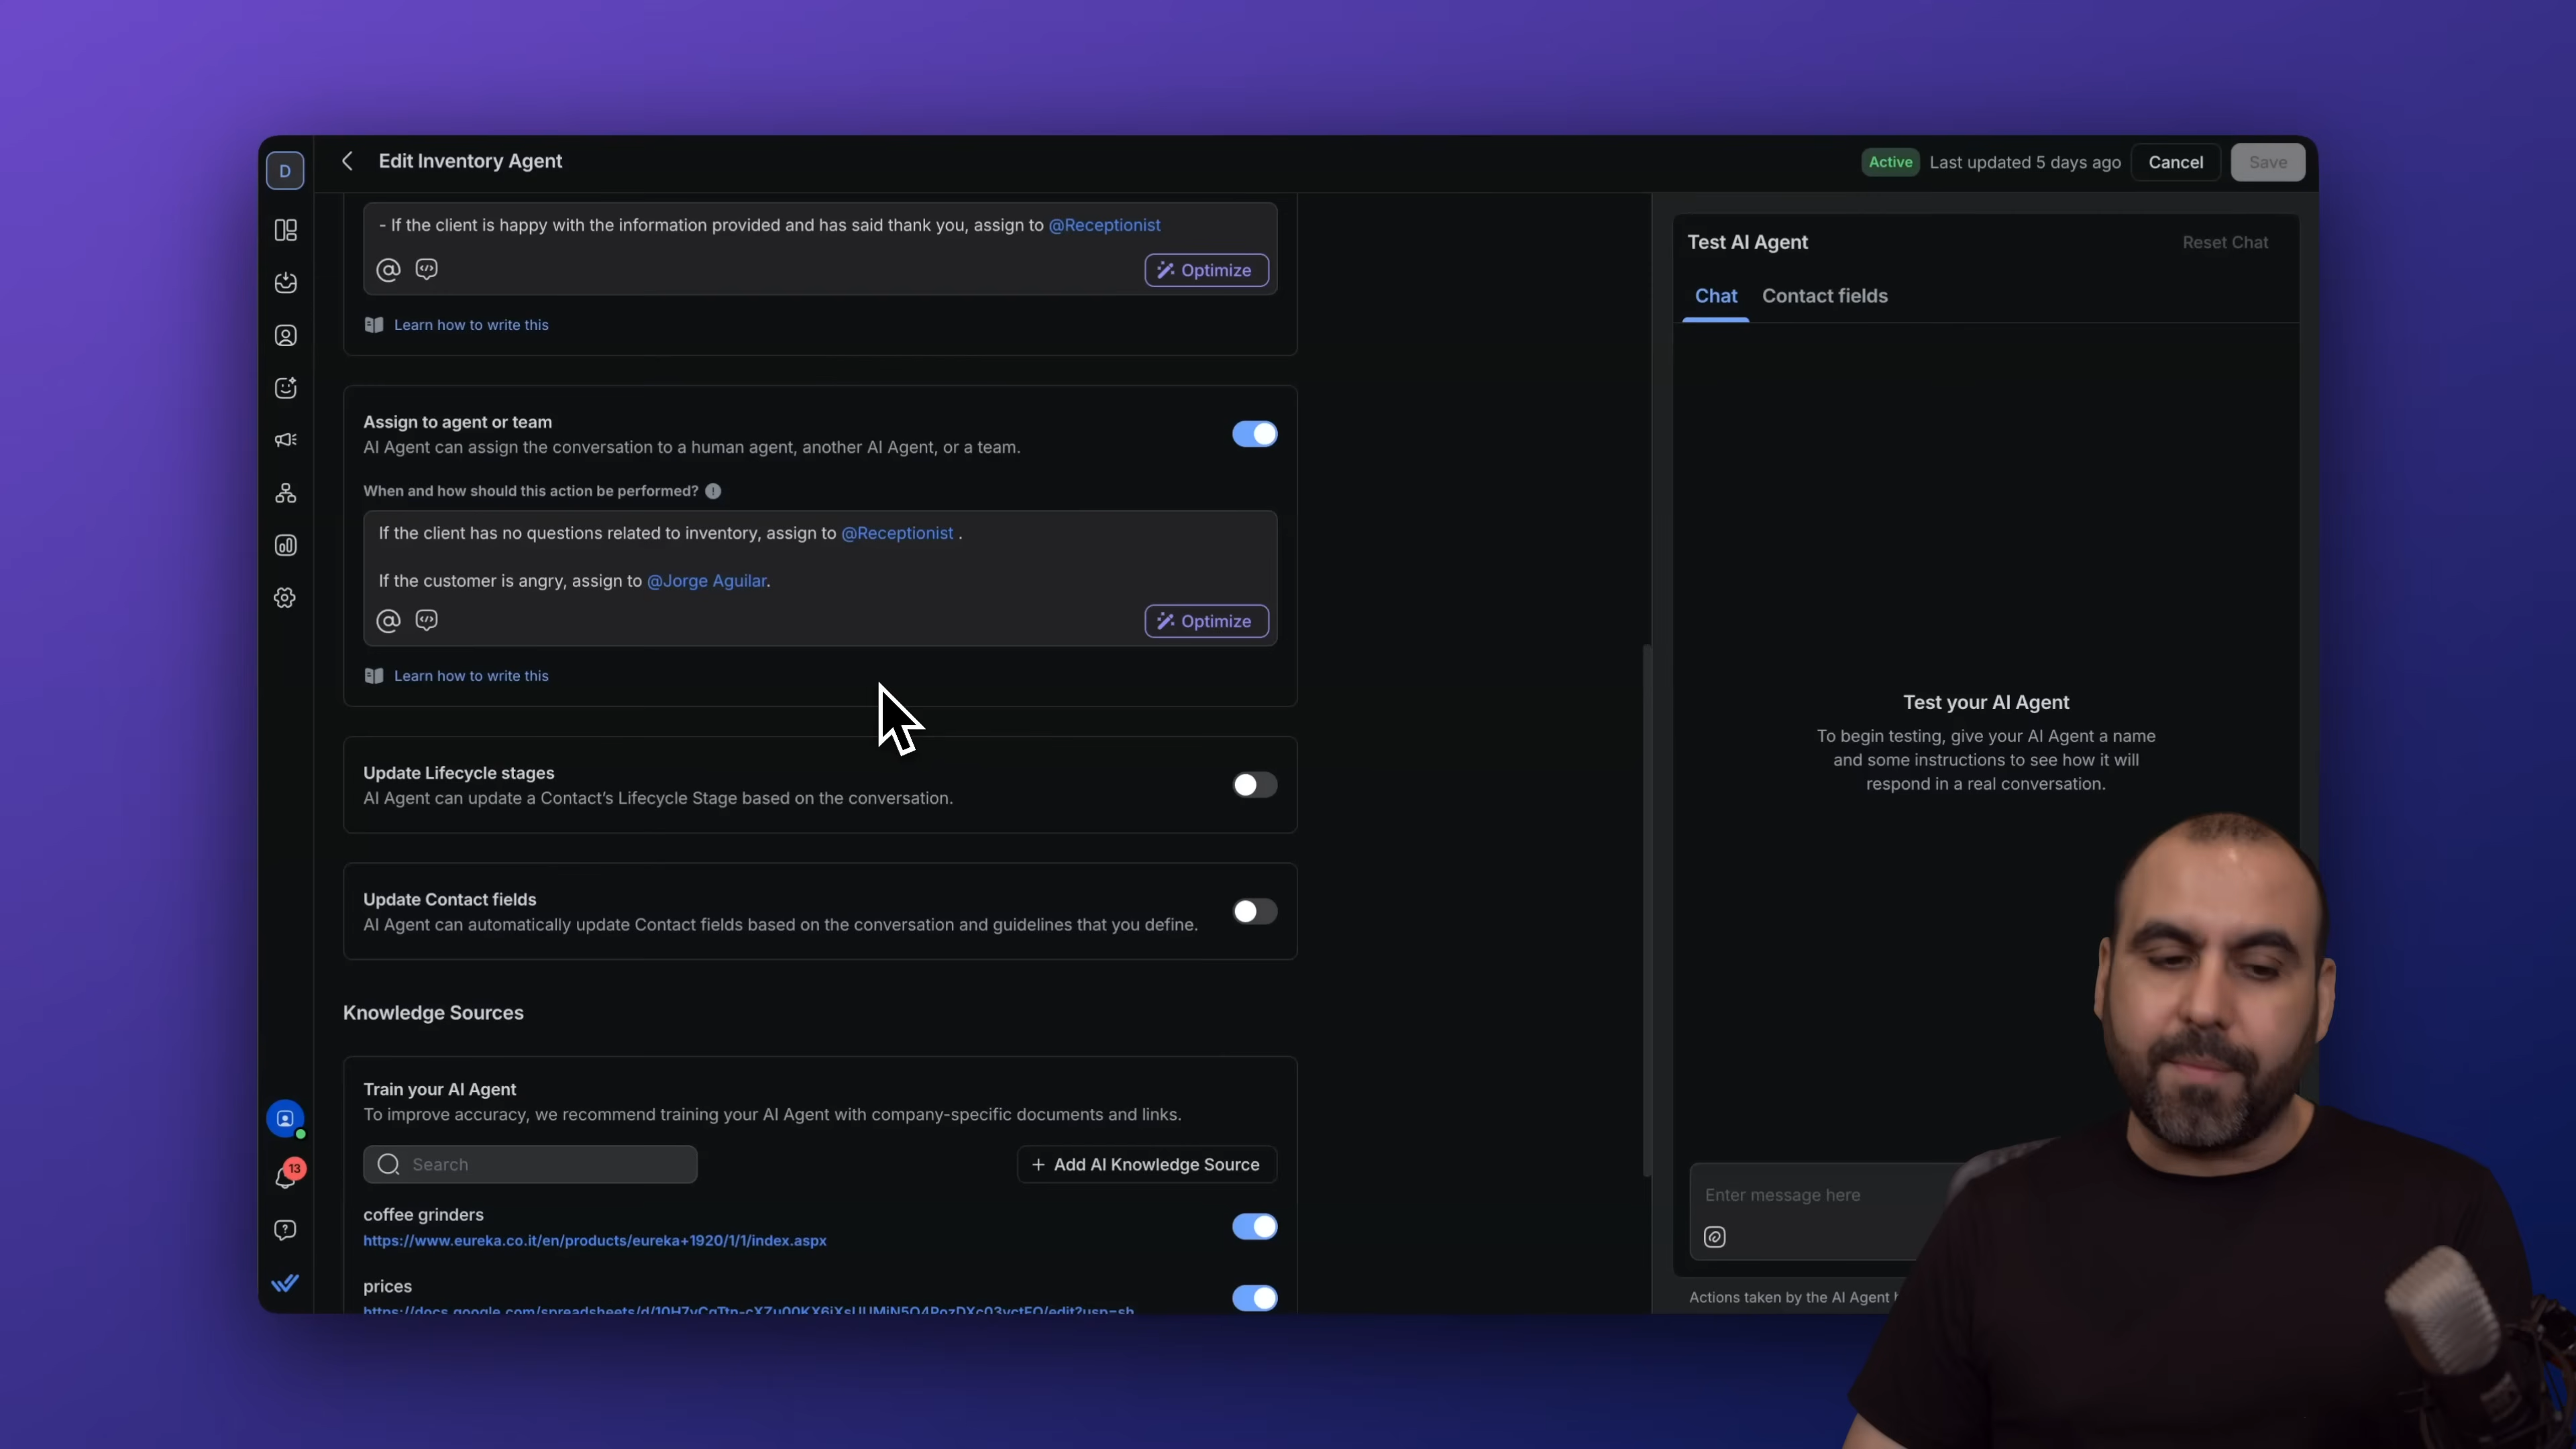 D
Edit Inventory Agent
Active
Last updated 5 days ago
Cancel
Save
- If the client is happy with the information provided and has said thank you, assign to @Receptionist
Optimize
Learn how to write this
Assign to agent or team
AI Agent can assign the conversation to a human agent, another AI Agent, or a team.
When and how should this action be performed?
If the client has no questions related to inventory, assign to @Receptionist .
If the customer is angry, assign to @Jorge Aguilar.
Optimize
Learn how to write this
Update Lifecycle stages
AI Agent can update a Contact's Lifecycle Stage based on the conversation.
Update Contact fields
AI Agent can automatically update Contact fields based on the conversation and guidelines that you define.
Knowledge Sources
Train your AI Agent
To improve accuracy, we recommend training your AI Agent with company-specific documents and links.
Search
+ Add AI Knowledge Source
coffee grinders
https://www.eureka.co.it/en/products/eureka+1920/1/1/index.aspx
prices
13
Test AI Agent
Reset Chat
Chat
Contact fields
Test your AI Agent
To begin testing, give your AI Agent a name
and some instructions to see how it will
respond in a real conversation.
Enter message here
Actions taken by the AI Agent